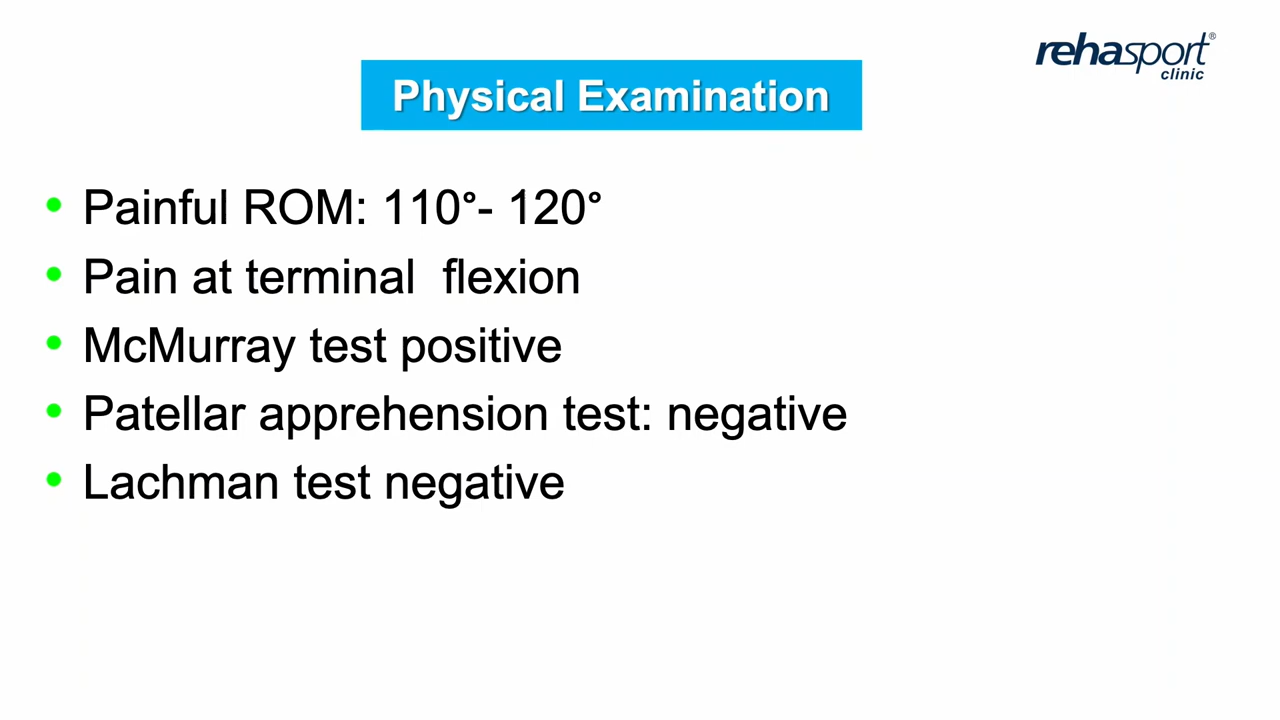 rehasport®
clinic
Physical Examination
• Painful ROM: 110°- 120°
• Pain at terminal  flexion
• McMurray test positive
• Patellar apprehension test: negative
• Lachman test negative